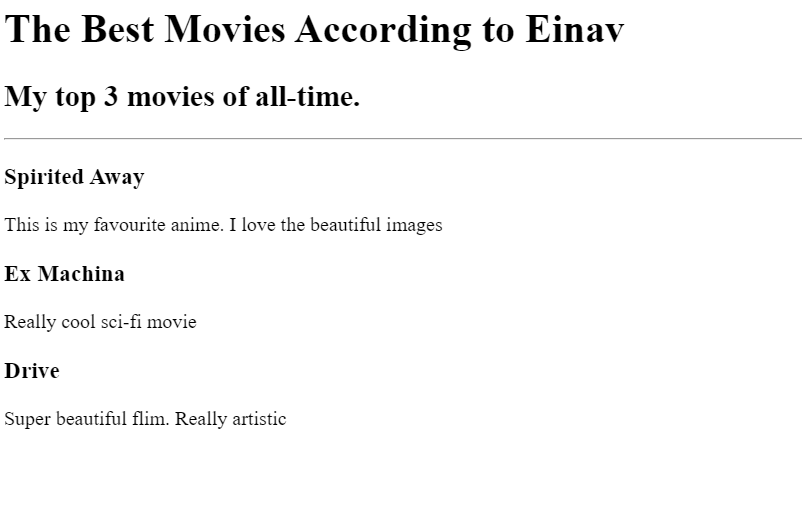 The Best Movies According to Einav
My top 3 movies of all-time.
Spirited Away
This is my favourite anime. I love the beautiful images
Ex Machina
Really cool sci-fi movie
Drive
Super beautiful flim. Really artistic